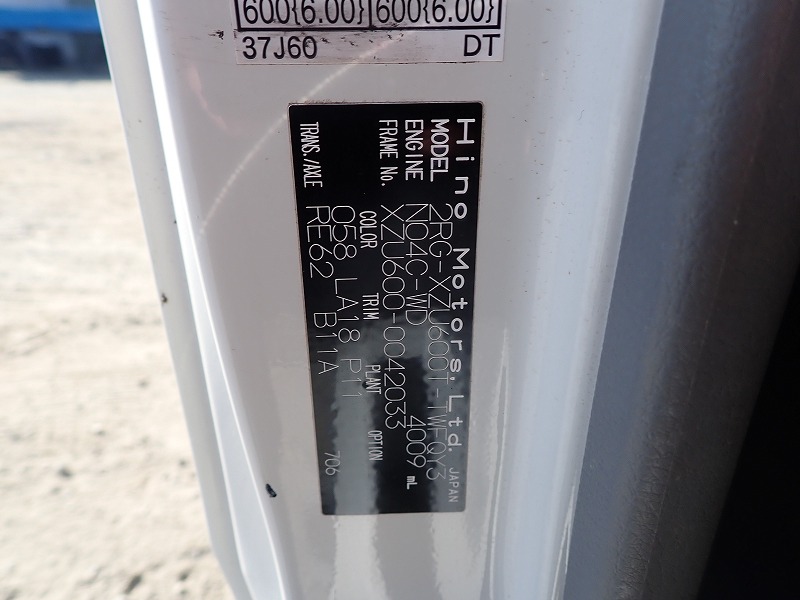 600{6.00} 600{6.00}
37J60 DT
Hino Motors, Ltd. JAPAN
MODEL 2RG-XZU600T-TWFQY3
ENGINE N04C-WD 4009 mL
FRAME No. XZU600-0042033
COLOR TRIM PLANT OPTION
058 LA18 P11
TRANS./AXLE RE62 B11A 706